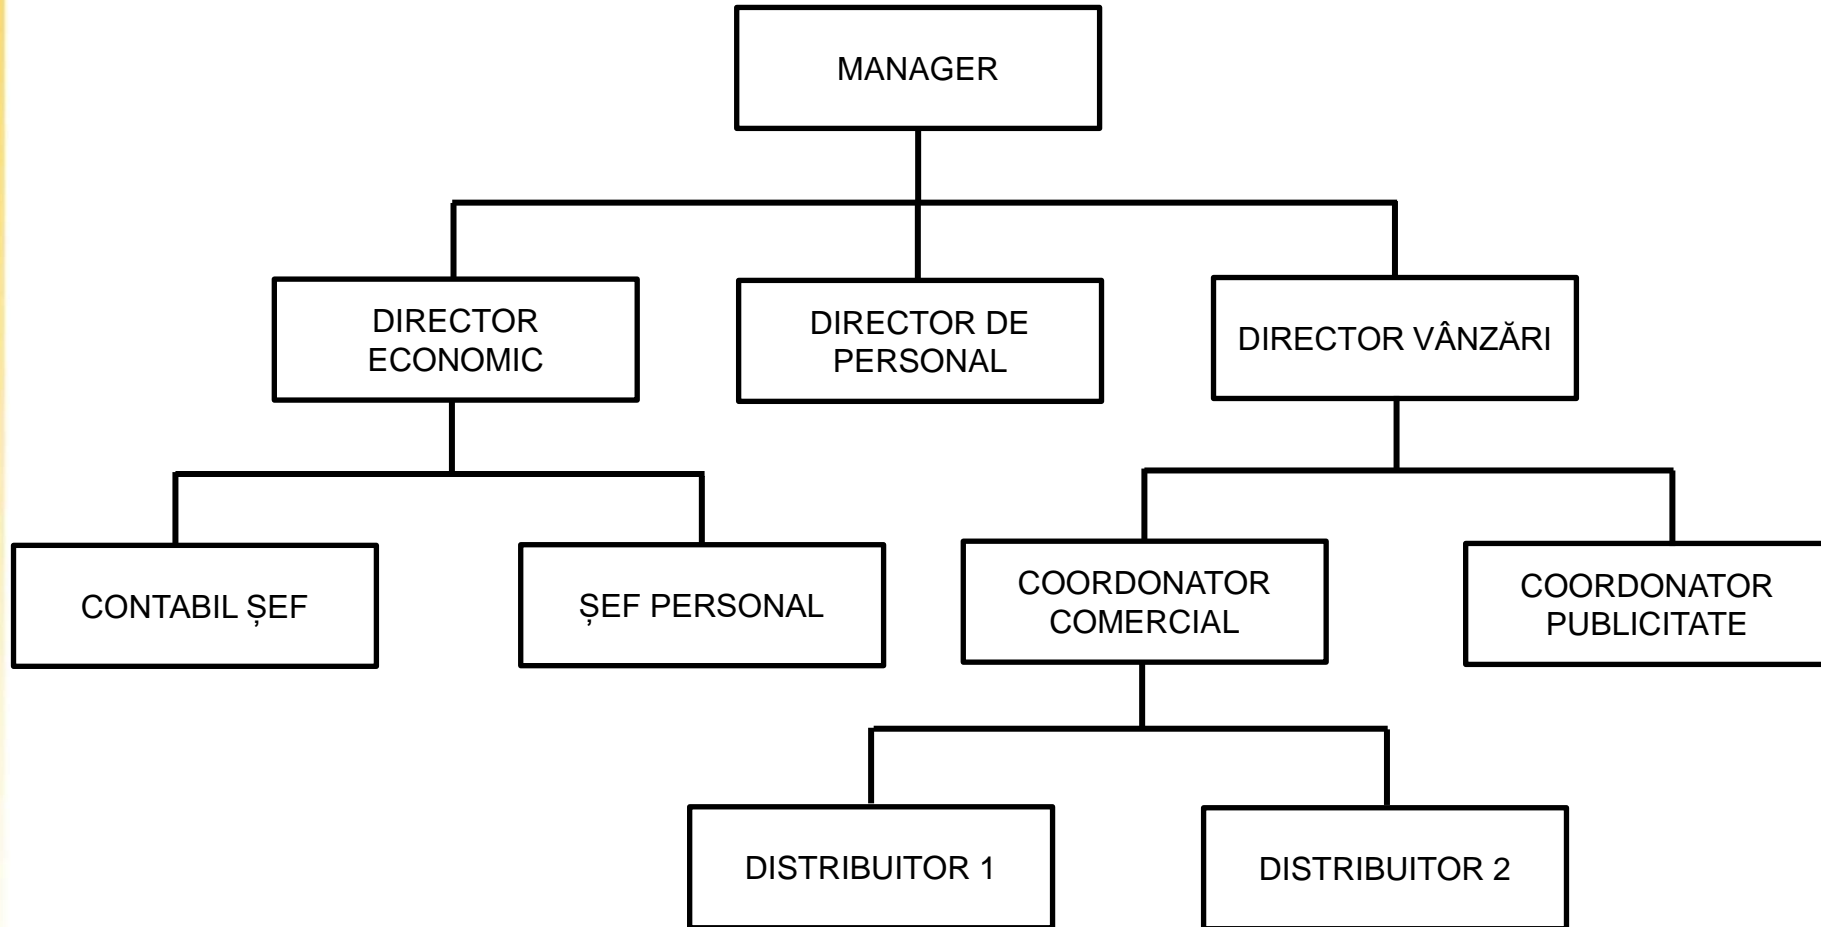 MANAGER
DIRECTOR
ECONOMIC
DIRECTOR DE
PERSONAL
DIRECTOR VÂNZĂRI
CONTABIL ȘEF
ȘEF PERSONAL
COORDONATOR
COMERCIAL
COORDONATOR
PUBLICITATE
DISTRIBUITOR 1
DISTRIBUITOR 2